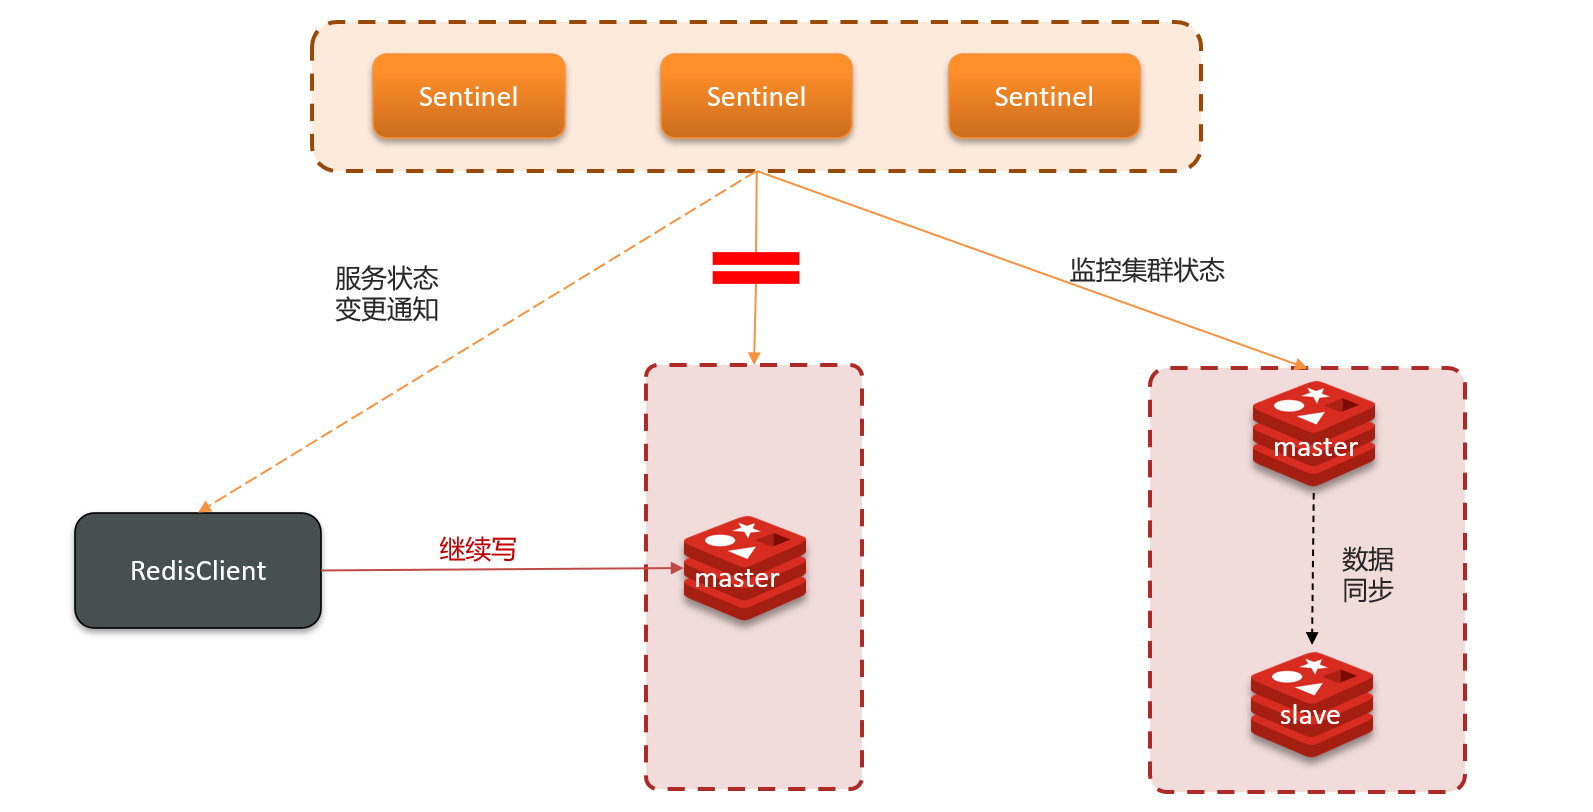 Sentinel
Sentinel
Sentinel
服务状态
变更通知
监控集群状态
master
RedisClient
继续写
master
数据
同步
slave